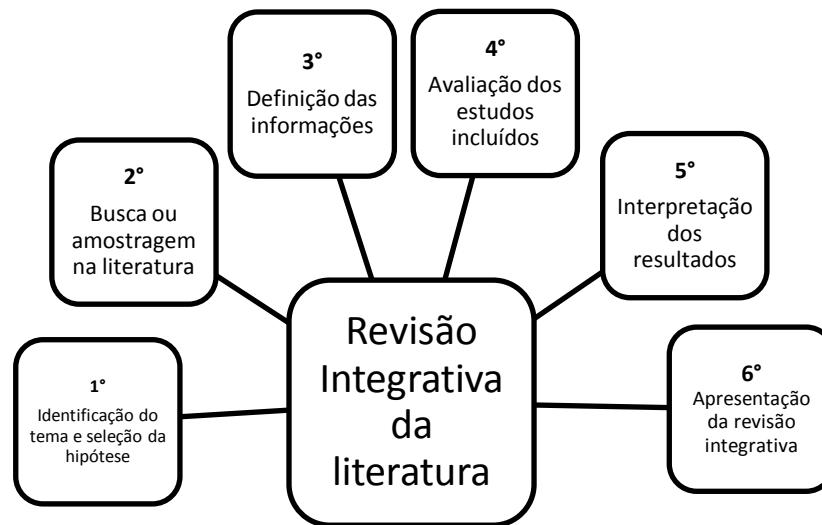 1°
Identificação do
tema e seleção da
hipótese
2°
Busca ou
amostragem
na literatura
3°
Definição das
informações
4°
Avaliação dos
estudos
incluídos
5°
Interpretação
dos
resultados
6°
Apresentação
da revisão
integrativa
Revisão
Integrativa
da
literatura